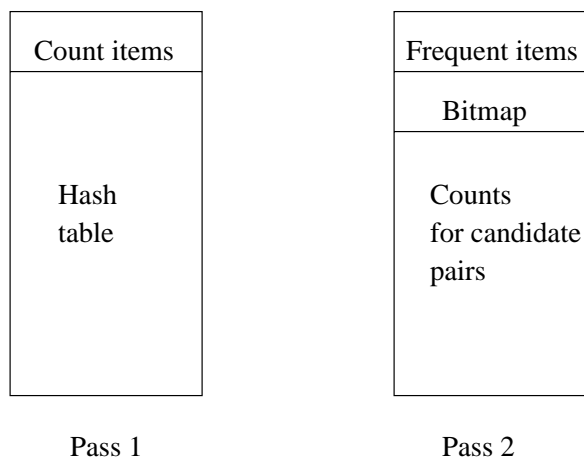 Count items
Hash
table
Pass 1
Frequent items
Bitmap
Counts
for candidate
pairs
Pass 2